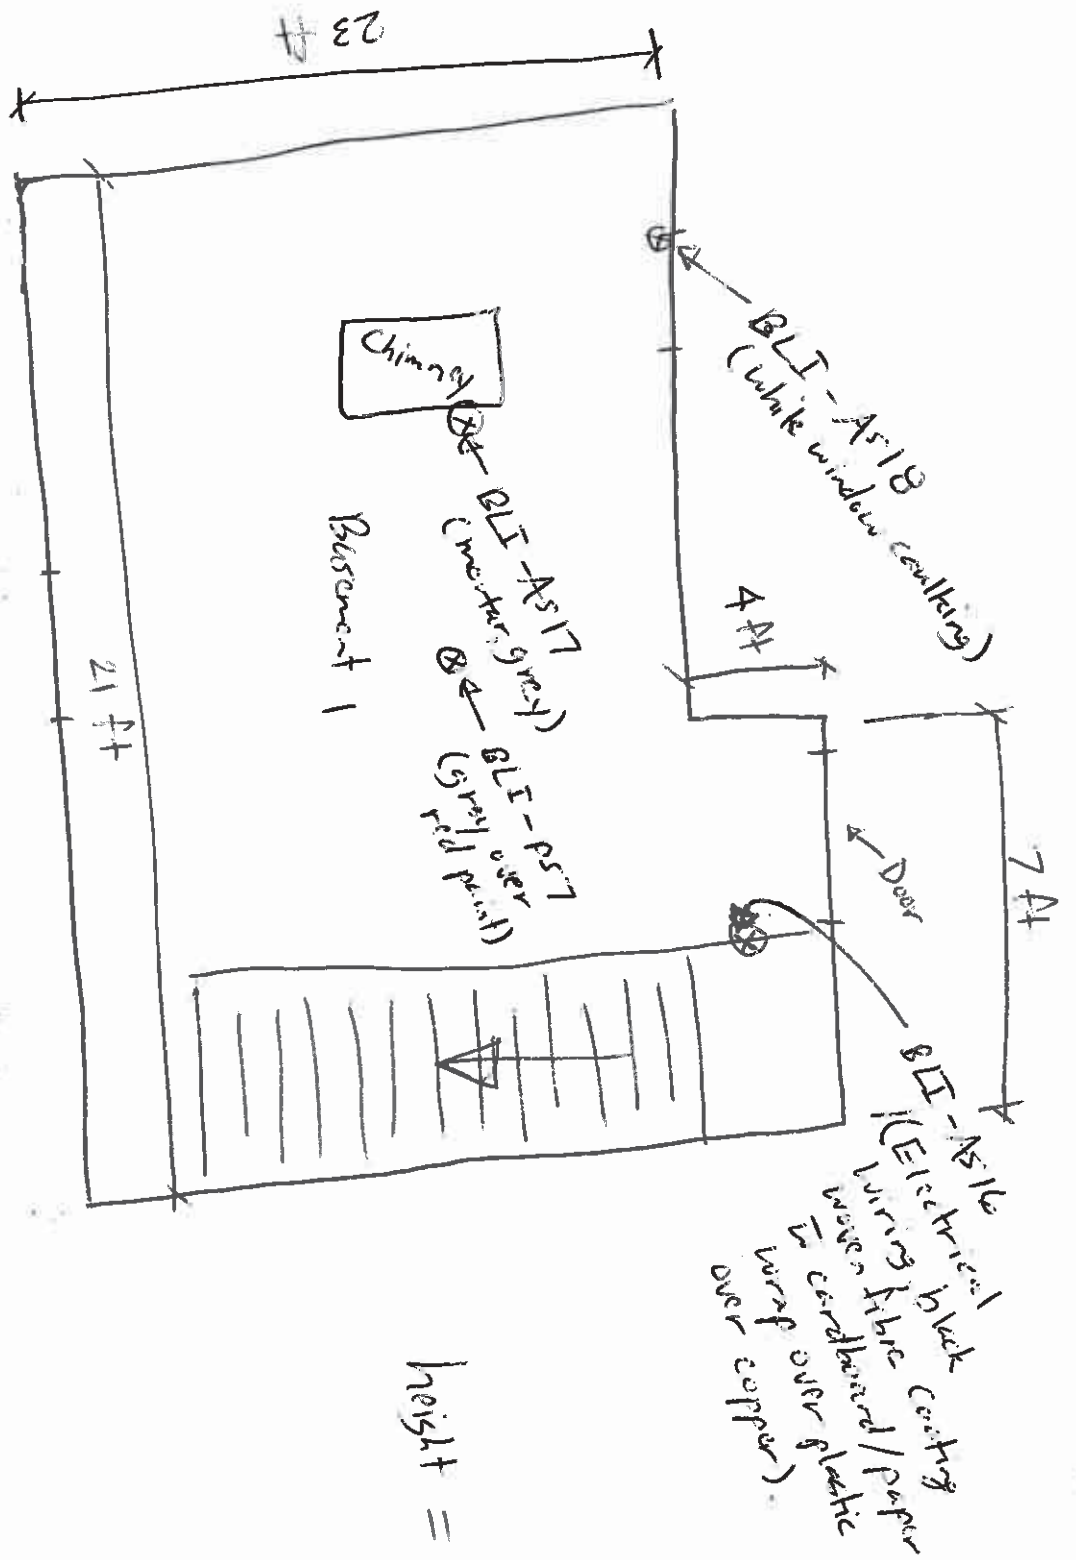 23 ft
BLI-AS18
(white window caulking)
4 ft
7 ft
Door
Chimney
BLI-AS17
(mortar, grey)
Basement 1
BLI-PS7
(grey over
red paint)
21 ft
BLI-AS16
(Electrical
wiring, black
woven fibre coating
in cardboard/paper
wrap over plastic
over copper).
height =